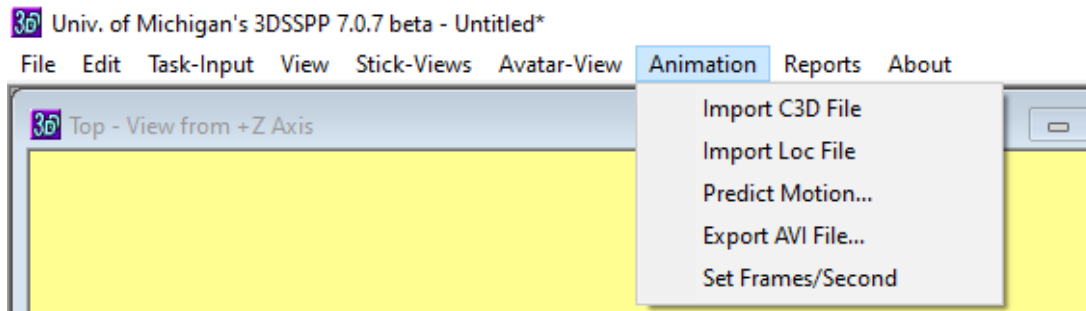 3D Univ. of Michigan's 3DSSPP 7.0.7 beta - Untitled*
File Edit Task-Input View Stick-Views Avatar-View Animation Reports About
3D Top - View from +Z Axis
Import C3D File
Import Loc File
Predict Motion...
Export AVI File...
Set Frames/Second